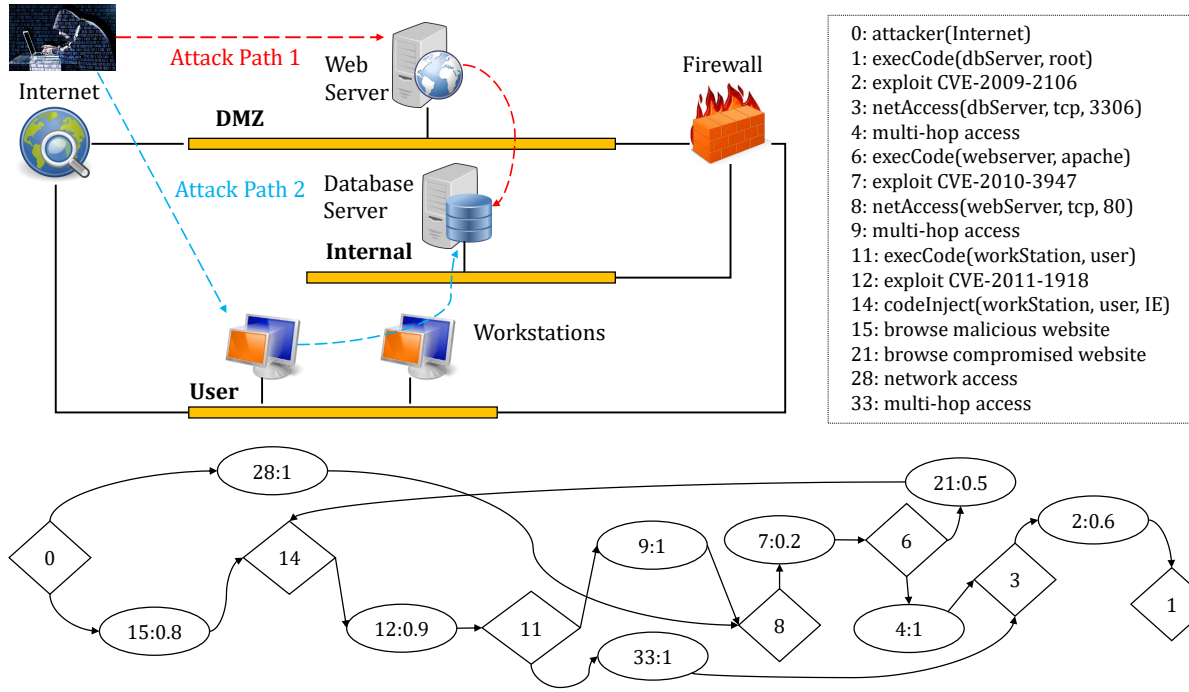 Attack Path 1
Web
Server
Firewall
Internet
DMZ
Attack Path 2
Database
Server
Internal
Workstations
User
0: attacker(Internet)
1: execCode(dbServer, root)
2: exploit CVE-2009-2106
3: netAccess(dbServer, tcp, 3306)
4: multi-hop access
6: execCode(webserver, apache)
7: exploit CVE-2010-3947
8: netAccess(webServer, tcp, 80)
9: multi-hop access
11: execCode(workStation, user)
12: exploit CVE-2011-1918
14: codeInject(workStation, user, IE)
15: browse malicious website
21: browse compromised website
28: network access
33: multi-hop access
28:1
21:0.5
2:0.6
0
14
9:1
7:0.2
6
3
1
15:0.8
12:0.9
11
8
4:1
33:1